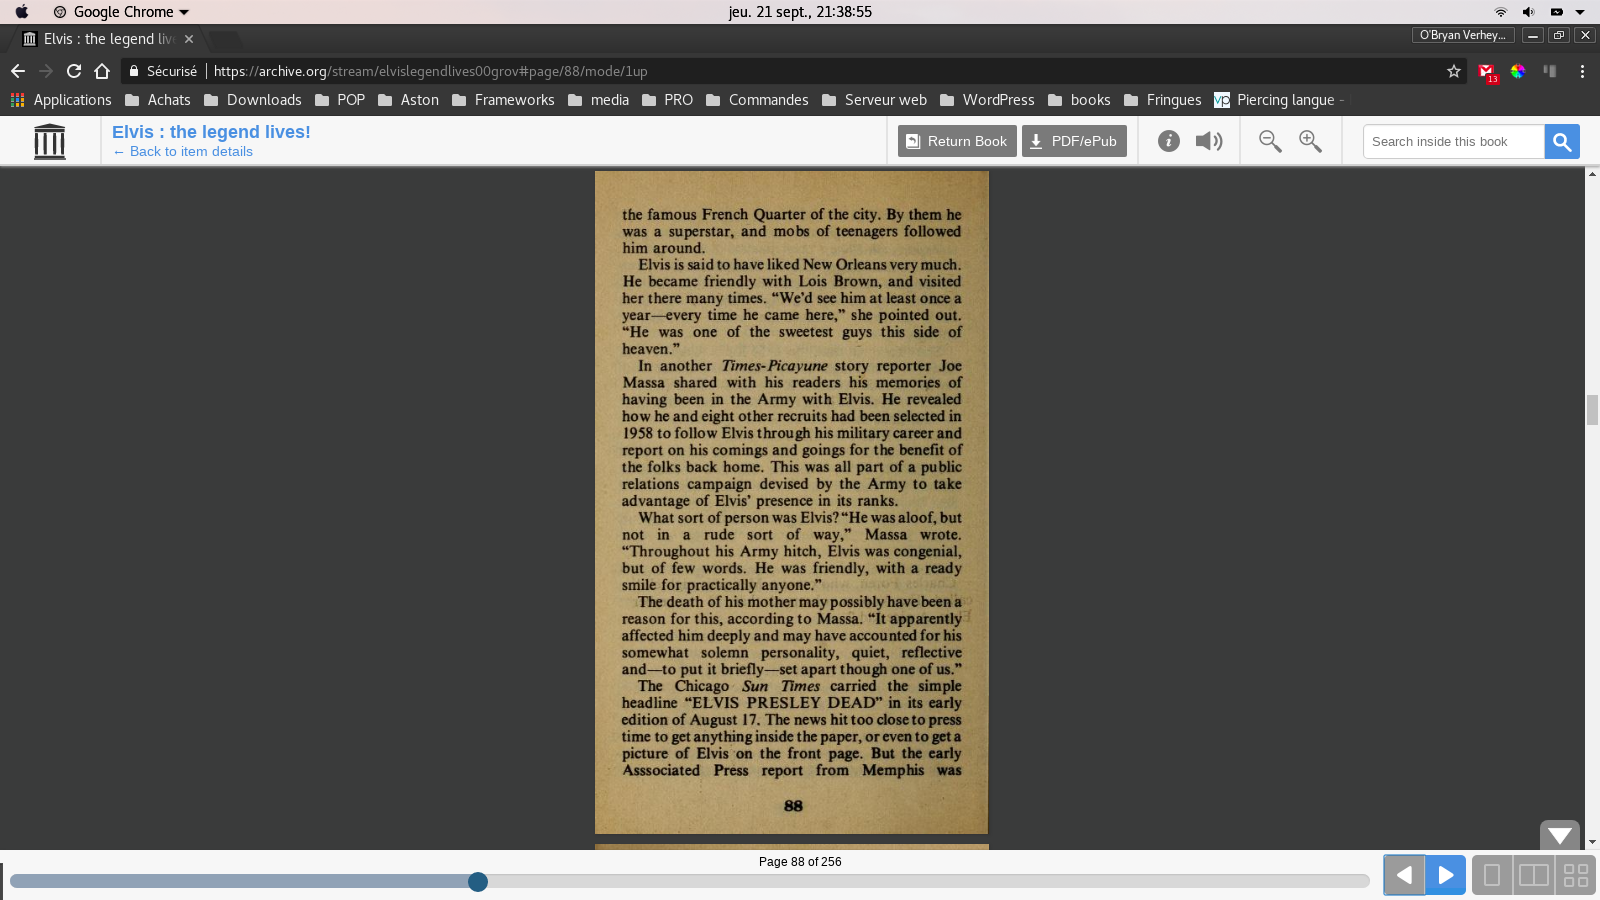 Google Chrome
jeu. 21 sept., 21:38:55
Elvis : the legend live
O'Bryan Verhey...
Sécurisé
https://archive.org/stream/elvislegendlives00grov#page/88/mode/1up
13
Applications Achats Downloads POP Aston Frameworks media PRO Commandes Serveur web WordPress books Fringues vp Piercing langue -
Elvis : the legend lives!
← Back to item details
Return Book
PDF/ePub
Search inside this book
the famous French Quarter of the city. By them he
was a superstar, and mobs of teenagers followed
him around.
Elvis is said to have liked New Orleans very much.
He became friendly with Lois Brown, and visited
her there many times. “We’d see him at least once a
year—every time he came here,” she pointed out.
“He was one of the sweetest guys this side of
heaven.”
In another Times-Picayune story reporter Joe
Massa shared with his readers his memories of
having been in the Army with Elvis. He revealed
how he and eight other recruits had been selected in
1958 to follow Elvis through his military career and
report on his comings and goings for the benefit of
the folks back home. This was all part of a public
relations campaign devised by the Army to take
advantage of Elvis’ presence in its ranks.
What sort of person was Elvis? “He was aloof, but
not in a rude sort of way,” Massa wrote.
“Throughout his Army hitch, Elvis was congenial,
but of few words. He was friendly, with a ready
smile for practically anyone.”
The death of his mother may possibly have been a
reason for this, according to Massa. “It apparently
affected him deeply and may have accounted for his
somewhat solemn personality, quiet, reflective
and—to put it briefly—set apart though one of us.”
The Chicago Sun Times carried the simple
headline “ELVIS PRESLEY DEAD” in its early
edition of August 17. The news hit too close to press
time to get anything inside the paper, or even to get a
picture of Elvis on the front page. But the early
Asssociated Press report from Memphis was
88
Page 88 of 256